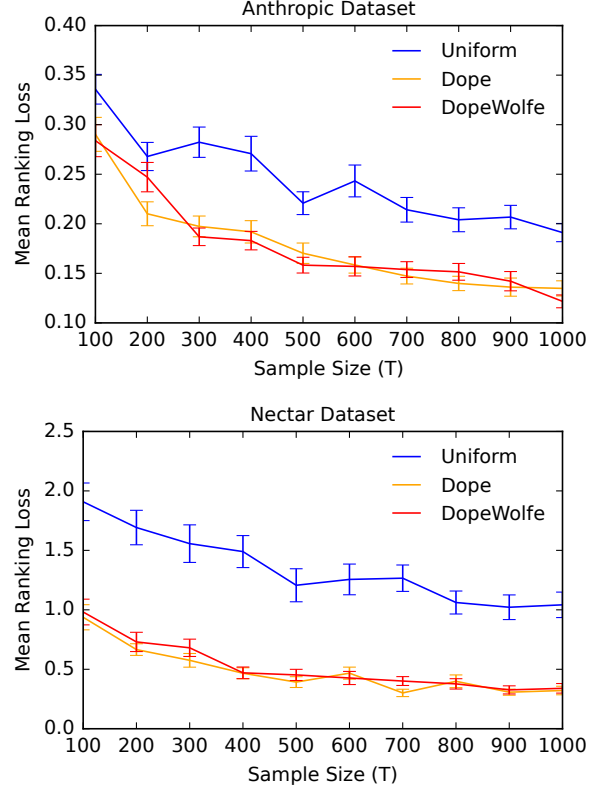 Anthropic Dataset
0.40
0.35
0.30
0.25
0.20
0.15
0.10
Mean Ranking Loss
Uniform
Dope
DopeWolfe
100 200 300 400 500 600 700 800 900 1000
Sample Size (T)
Nectar Dataset
2.5
2.0
1.5
1.0
0.5
0.0
Mean Ranking Loss
Uniform
Dope
DopeWolfe
100 200 300 400 500 600 700 800 900 1000
Sample Size (T)